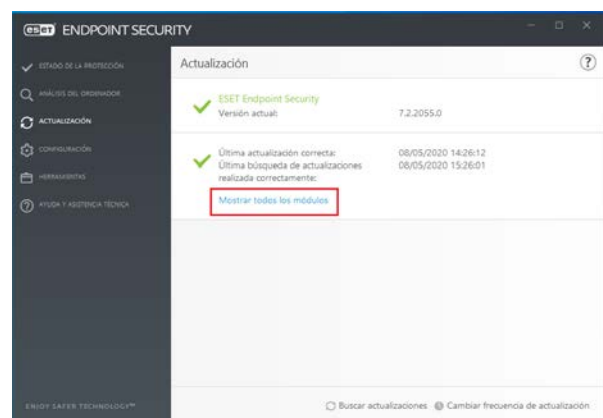 eset ENDPOINT SECURITY
ESTADO DE LA PROTECCIÓN
ANÁLISIS DEL ORDENADOR
ACTUALIZACIÓN
CONFIGURACIÓN
HERRAMIENTAS
AYUDA Y ASISTENCIA TÉCNICA
ENJOY SAFER TECHNOLOGY™
Actualización
?
ESET Endpoint Security
Versión actual: 7.2.2055.0
Última actualización correcta: 08/05/2020 14:26:12
Última búsqueda de actualizaciones 08/05/2020 15:26:01
realizada correctamente:
Mostrar todos los módulos
Buscar actualizaciones Cambiar frecuencia de actualización